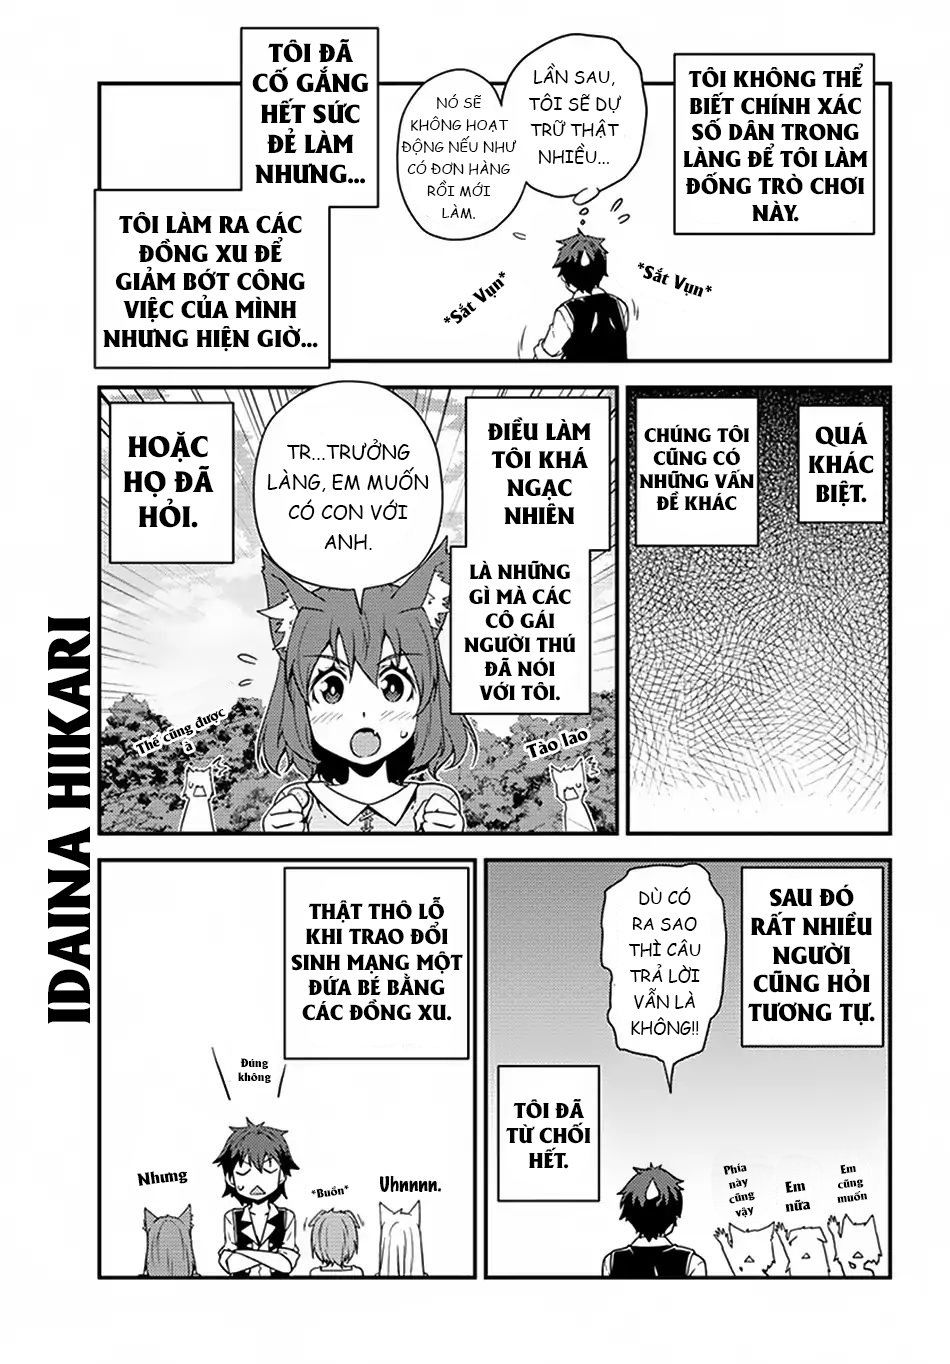 TÔI KHÔNG THỂ
BIẾT CHÍNH XÁC
SỐ DÂN TRONG
LÀNG ĐỂ TÔI LÀM
ĐỐNG TRÒ CHƠI
NÀY.
LẦN SAU,
TÔI SẼ DỰ
TRỮ THẬT
NHIỀU...
NÓ SẼ
KHÔNG HOẠT
ĐỘNG NẾU NHƯ
CÓ ĐƠN HÀNG
RỒI MỚI
LÀM.
*Sắt Vụn*
*Sắt Vụn*
TÔI ĐÃ
CỐ GẮNG
HẾT SỨC
ĐẺ LÀM
NHƯNG...
TÔI LÀM RA CÁC
ĐỒNG XU ĐỂ
GIẢM BỚT CÔNG
VIỆC CỦA MÌNH
NHƯNG HIỆN GIỜ...
QUÁ
KHÁC
BIỆT.
CHÚNG TÔI
CŨNG CÓ
NHỮNG VẤN
ĐỀ KHÁC
ĐIỀU LÀM
TÔI KHÁ
NGẠC
NHIÊN
LÀ NHỮNG
GÌ MÀ CÁC
CÔ GÁI
NGƯỜI THÚ
ĐÃ NÓI
VỚI TÔI.
TR...TRƯỞNG
LÀNG, EM MUỐN
CÓ CON VỚI
ANH.
HOẶC
HỌ ĐÃ
HỎI.
Tào lao
Thế cũng được
à
SAU ĐÓ
RẤT NHIỀU
NGƯỜI
CŨNG HỎI
TƯƠNG TỰ.
DÙ CÓ
RA SAO
THÌ CÂU
TRẢ LỜI
VẪN LÀ
KHÔNG!!
TÔI ĐÃ
TỪ CHỐI
HẾT.
Em
cũng
muốn
Em
nữa
Phía
này
cũng
vậy
THẬT THÔ LỖ
KHI TRAO ĐỔI
SINH MẠNG MỘT
ĐỨA BÉ BẰNG
CÁC ĐỒNG XU.
Đúng
không
Uhnnnn.
*Buồn*
Nhưng
IDAINA HIKARI